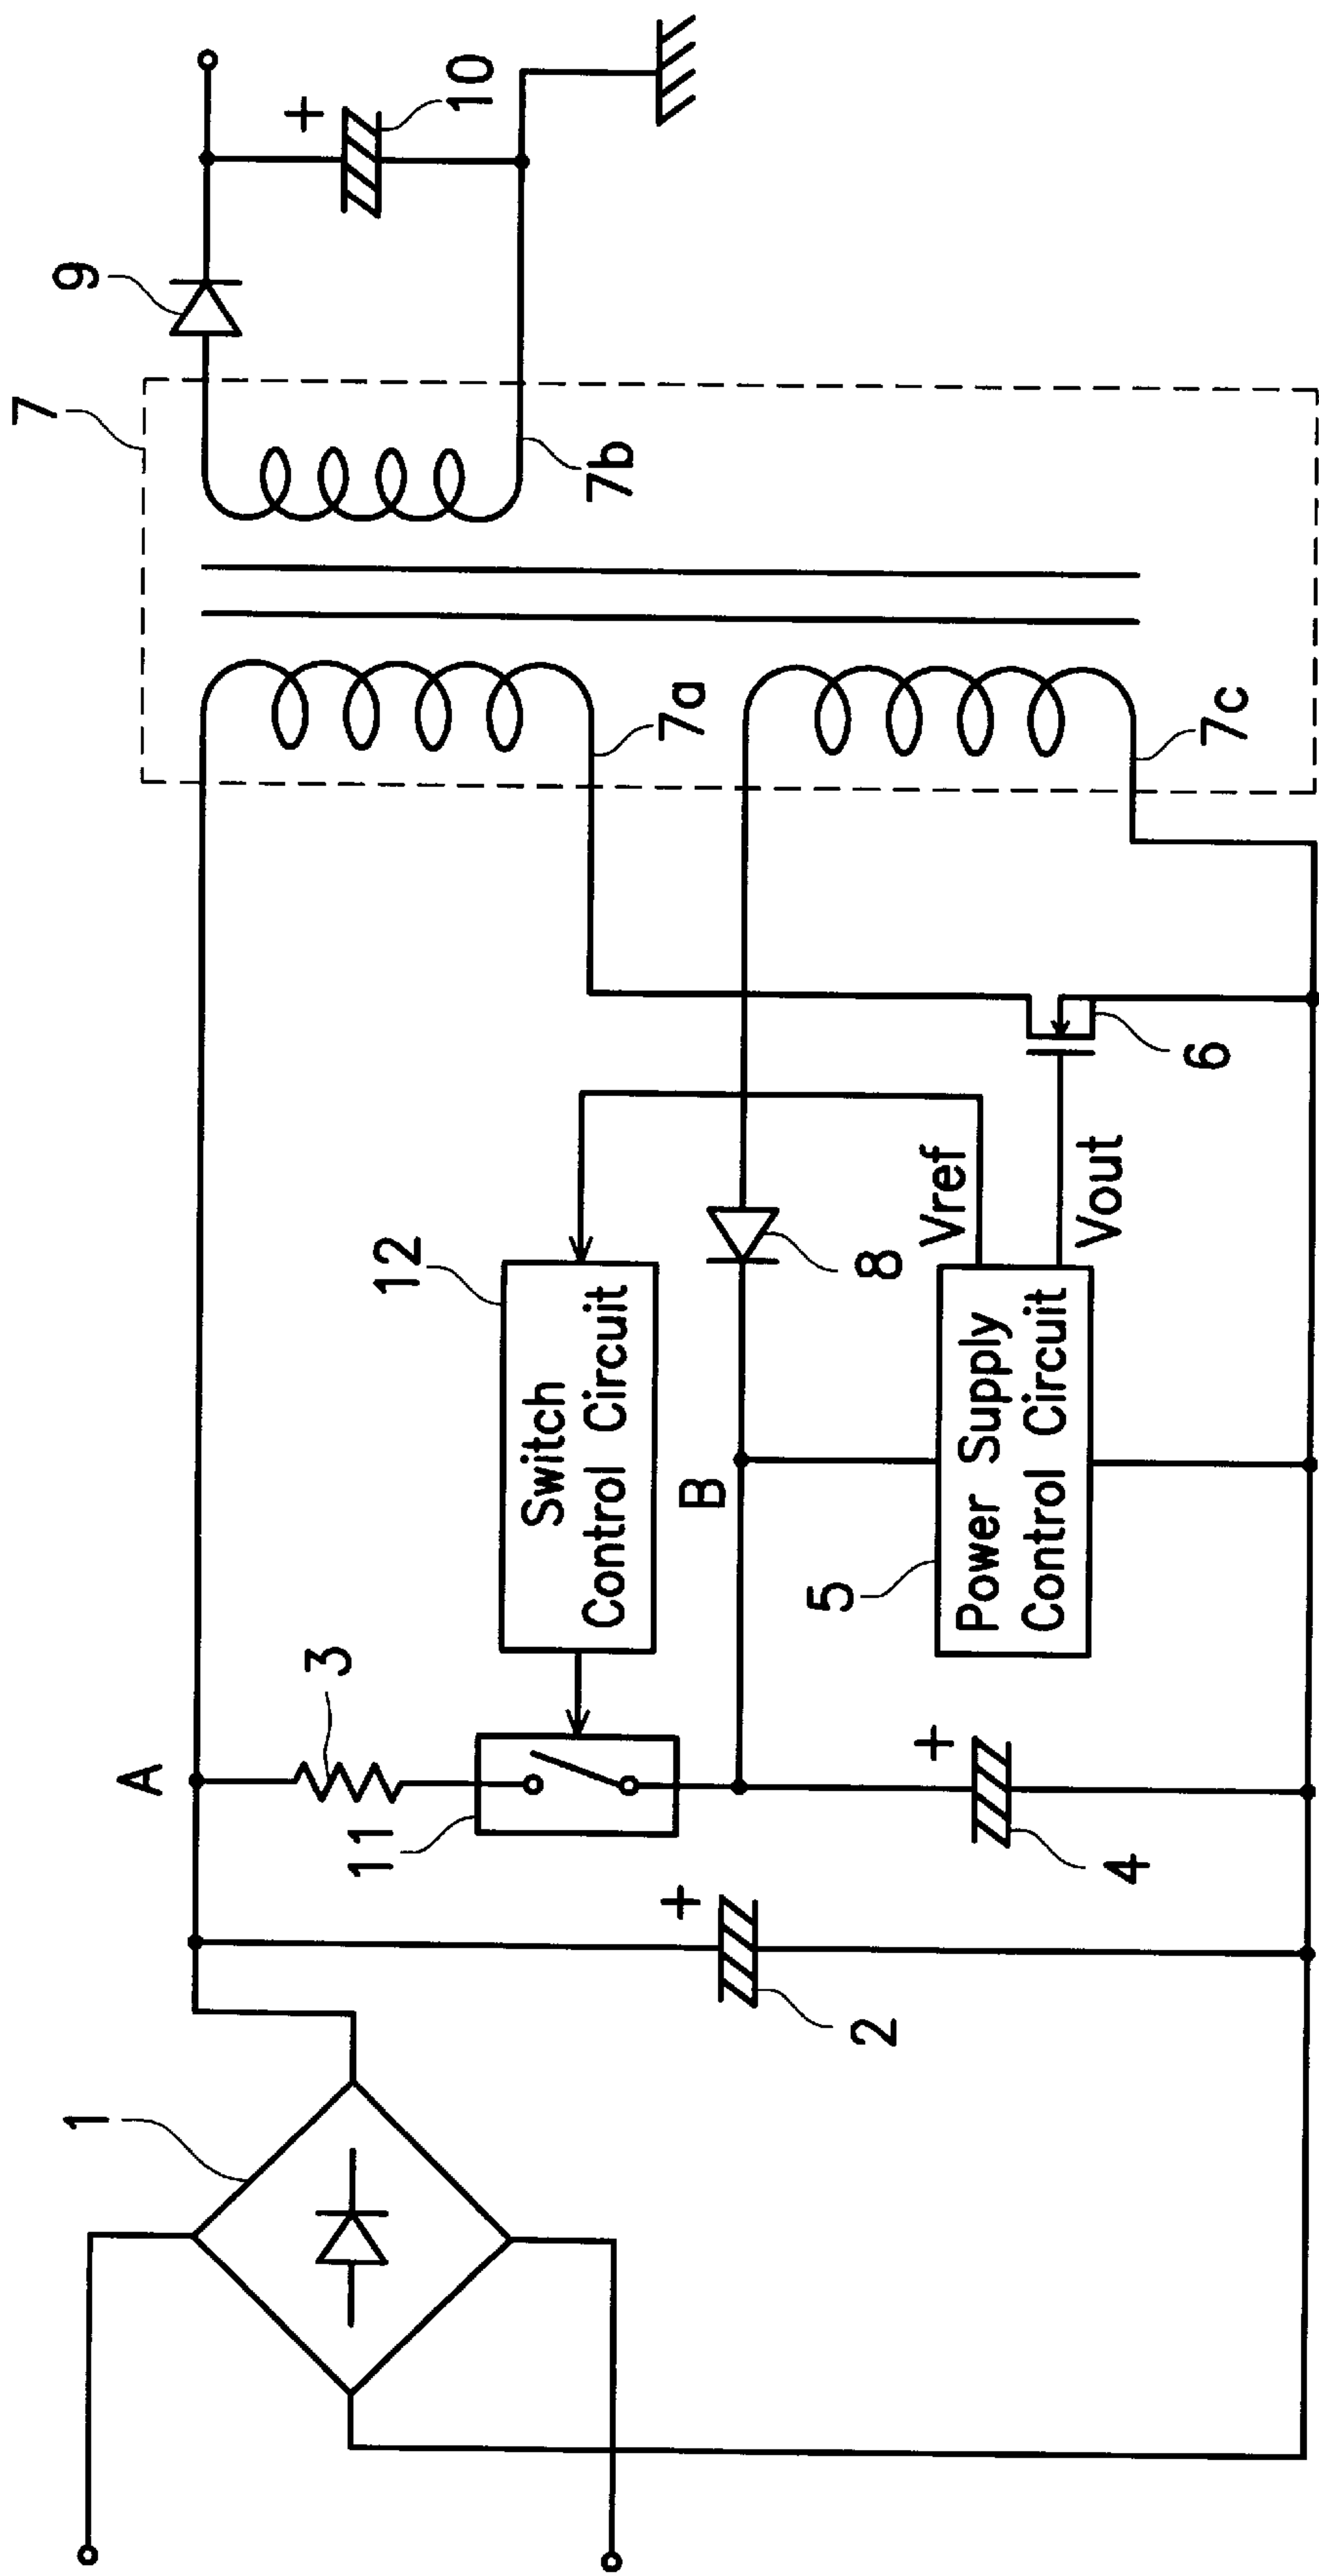 1
2
+
A
3
11
+
4
12
Switch
Control Circuit
B
5
Power Supply
Control Circuit
8
Vref
Vout
6
7
7a
7b
7c
9
+
10